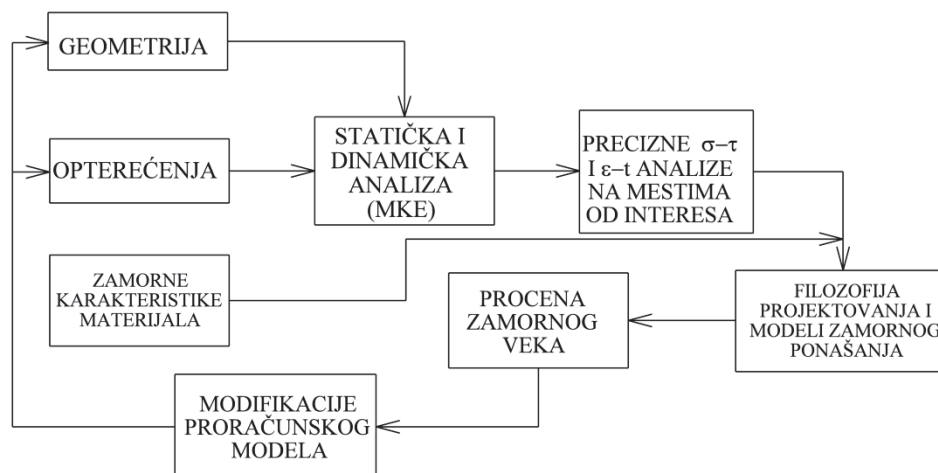 GEOMETRIJA
OPTEREĆENJA
STATIČKA I
DINAMIČKA
ANALIZA
(MKE)
PRECIZNE σ–τ
I ε–t ANALIZE
NA MESTIMA
OD INTERESA
ZAMORNE
KARAKTERISTIKE
MATERIJALA
PROCENA
ZAMORNOG
VEKA
FILOZOFIJA
PROJEKTOVANJA I
MODELI ZAMORNOG
PONAŠANJA
MODIFIKACIJE
PRORAČUNSKOG
MODELA